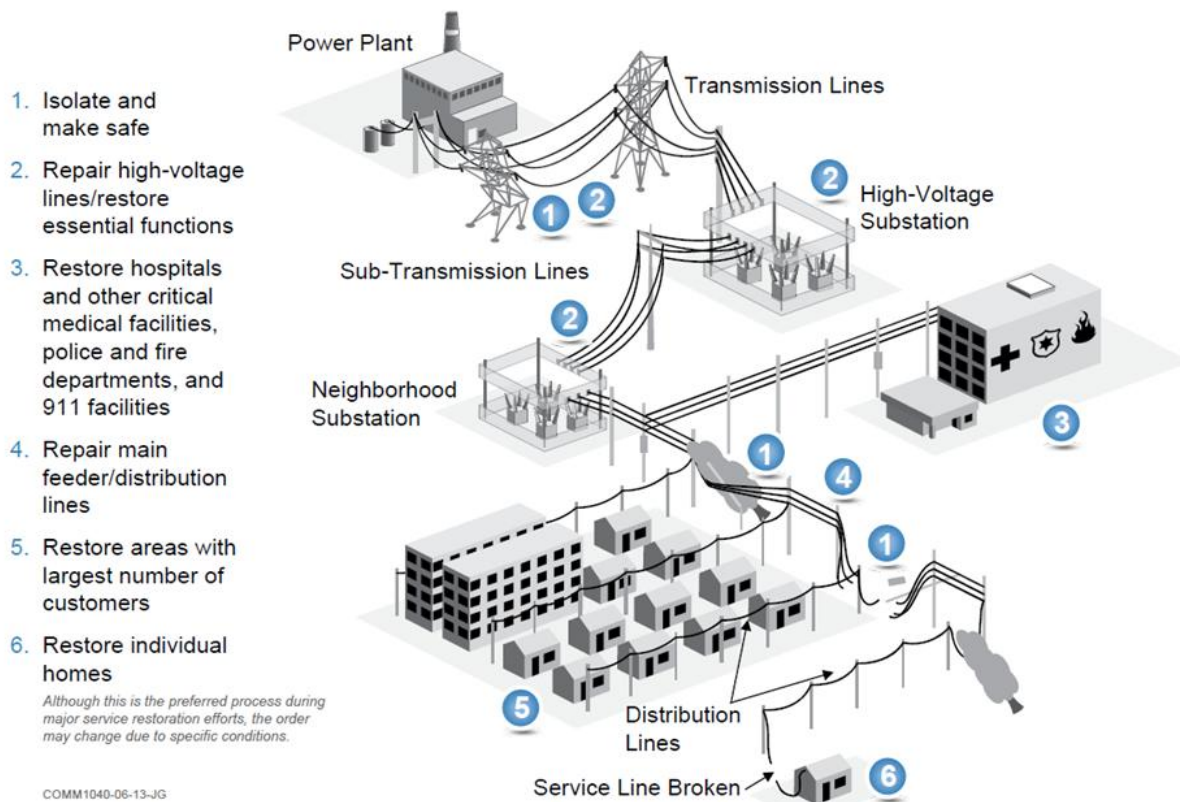 1. Isolate and
make safe
2. Repair high-voltage
lines/restore
essential functions
3. Restore hospitals
and other critical
medical facilities,
police and fire
departments, and
911 facilities
4. Repair main
feeder/distribution
lines
5. Restore areas with
largest number of
customers
6. Restore individual
homes
Although this is the preferred process during
major service restoration efforts, the order
may change due to specific conditions.
COMM1040-06-13-JG
Power Plant
Transmission Lines
1
2
2
High-Voltage
Substation
Sub-Transmission Lines
2
Neighborhood
Substation
3
1
4
1
5
Distribution
Lines
Service Line Broken
6